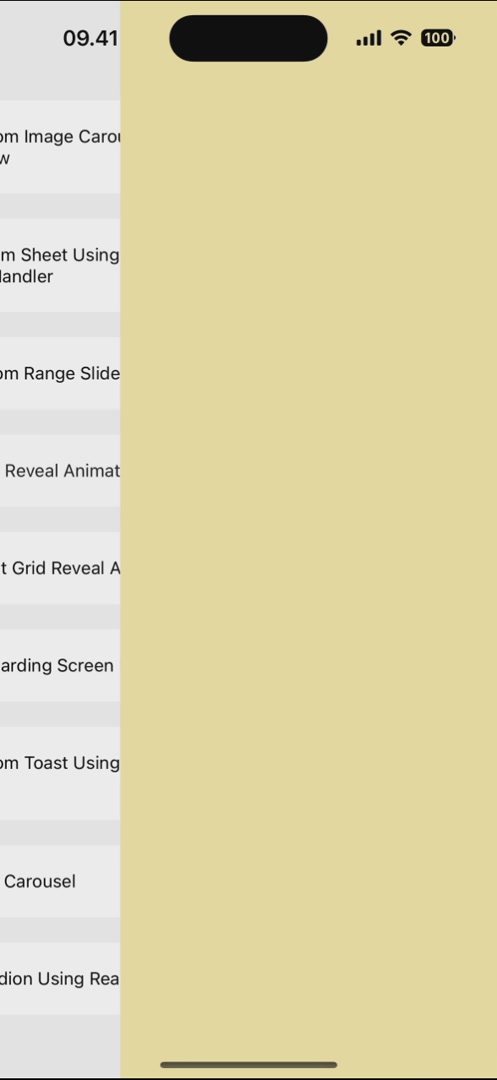 09.41
100
om Image Carou
w
m Sheet Using
Handler
om Range Slide
Reveal Animat
t Grid Reveal A
arding Screen
om Toast Using
Carousel
dion Using Rea